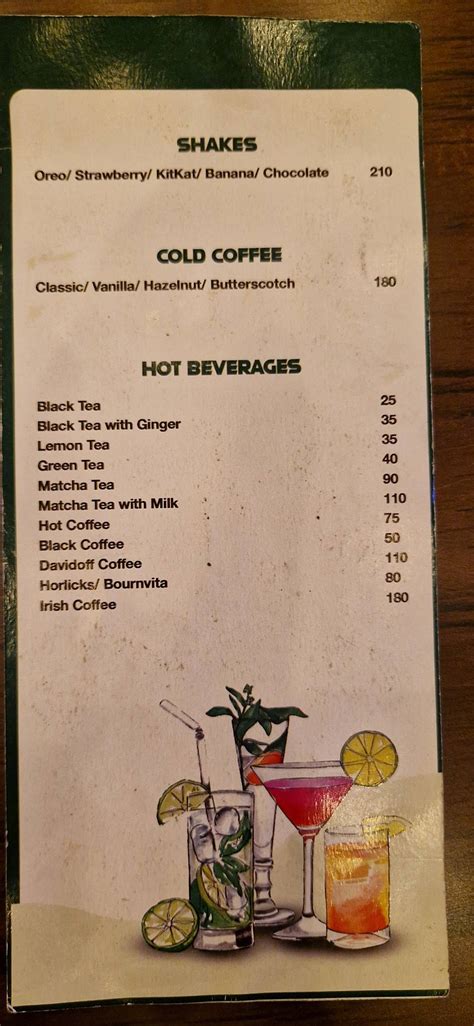 SHAKES
Oreo/ Strawberry/ KitKat/ Banana/ Chocolate 210
COLD COFFEE
Classic/ Vanilla/ Hazelnut/ Butterscotch 180
HOT BEVERAGES
Black Tea 25
Black Tea with Ginger 35
Lemon Tea 35
Green Tea 40
Matcha Tea 90
Matcha Tea with Milk 110
Hot Coffee 75
Black Coffee 50
Davidoff Coffee 110
Horlicks/ Bournvita 80
Irish Coffee 180